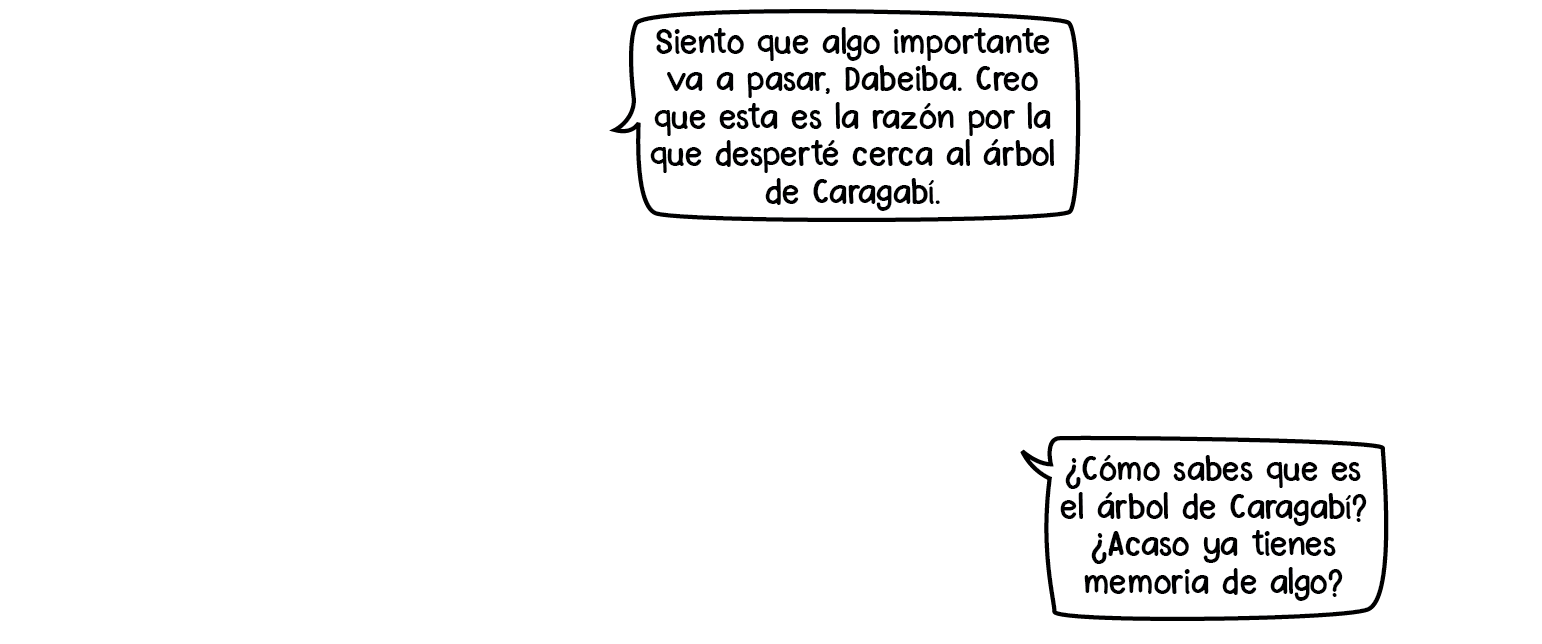 Siento que algo importante
va a pasar, Dabeiba. Creo
que esta es la razón por la
que desperté cerca al árbol
de Caragabí.
¿Cómo sabes que es
el árbol de Caragabí?
¿Acaso ya tienes
memoria de algo?